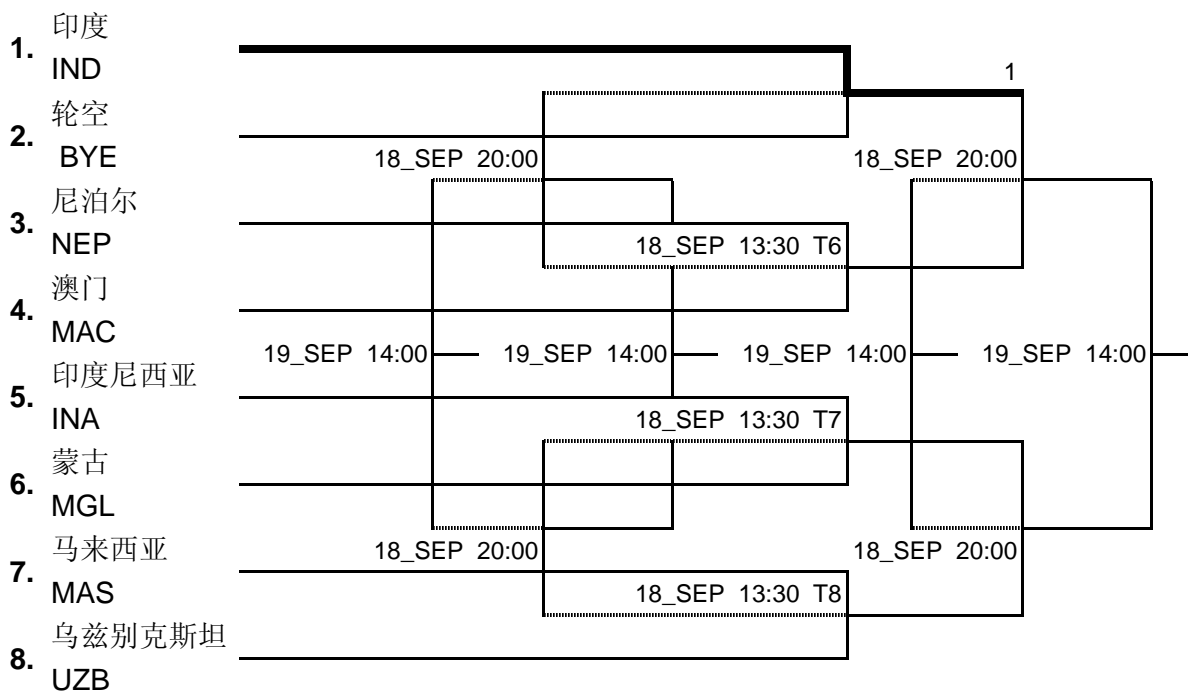 印度
1.
IND
1
轮空
2.
BYE
18_SEP 20:00
18_SEP 20:00
尼泊尔
3.
NEP
18_SEP 13:30 T6
澳门
4.
MAC
19_SEP 14:00
19_SEP 14:00
19_SEP 14:00
19_SEP 14:00
印度尼西亚
5.
INA
18_SEP 13:30 T7
蒙古
6.
MGL
马来西亚
18_SEP 20:00
18_SEP 20:00
7.
MAS
18_SEP 13:30 T8
乌兹别克斯坦
8.
UZB